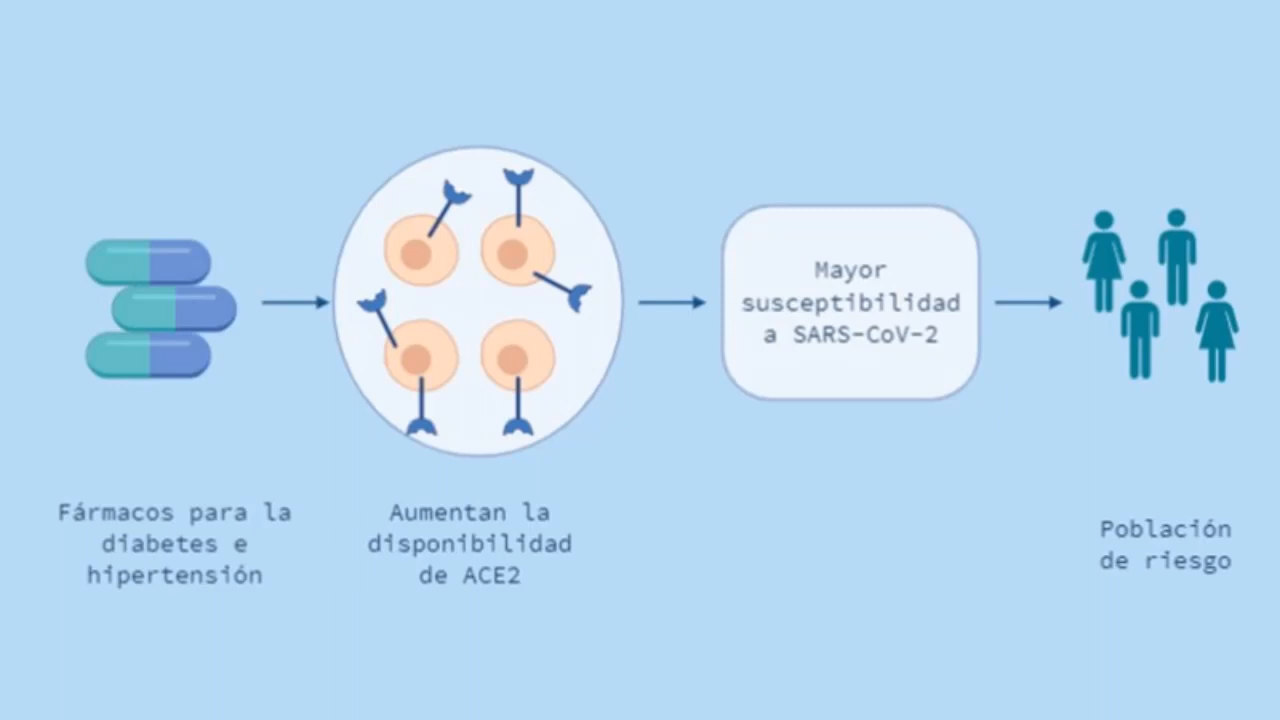 Fármacos para la
diabetes e
hipertensión
Aumentan la
disponibilidad
de ACE2
Mayor
susceptibilidad
a SARS-CoV-2
Población
de riesgo